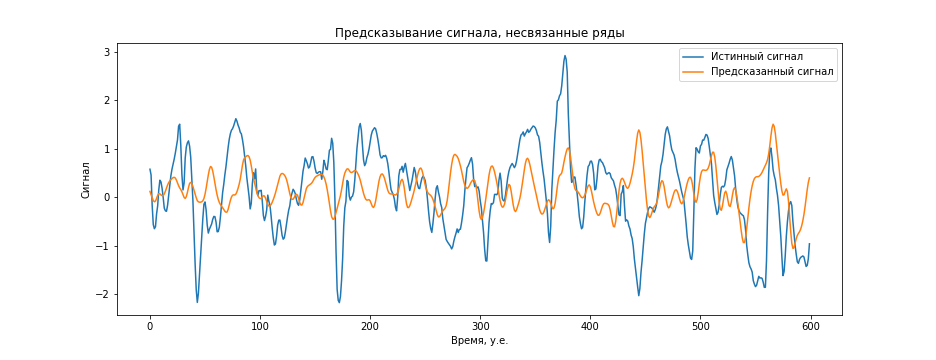 Предсказывание сигнала, несвязанные ряды
Истинный сигнал
Предсказанный сигнал
Сигнал
3
2
1
0
−1
−2
0 100 200 300 400 500 600
Время, у.е.